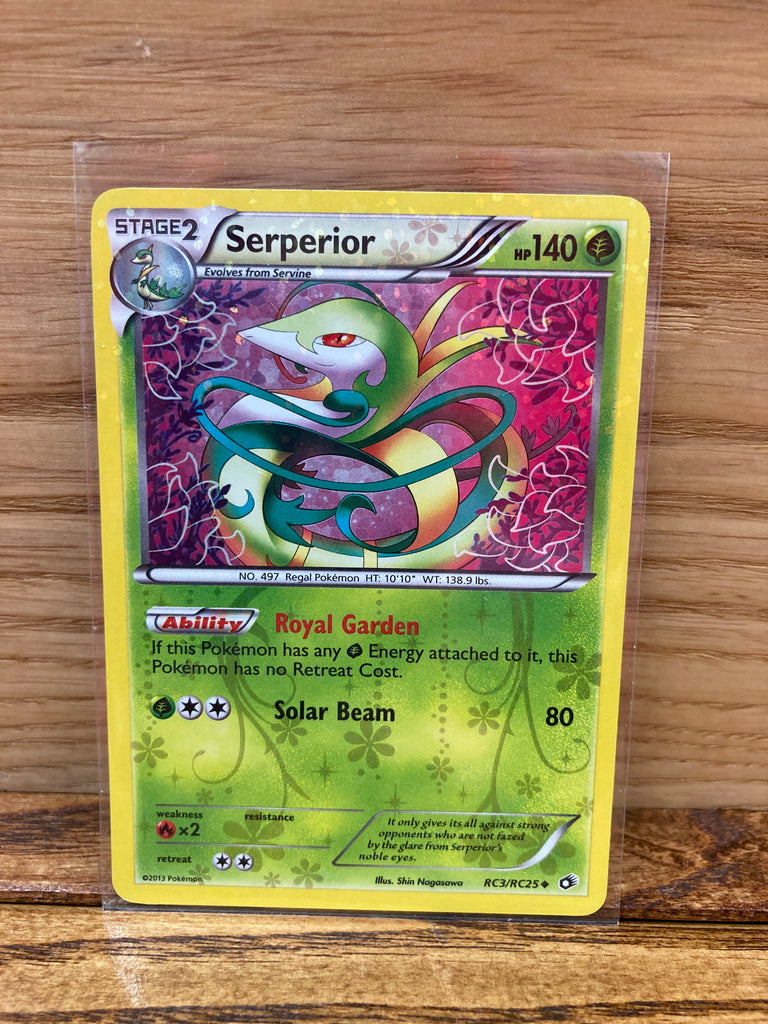 STAGE2
Serperior
HP140
Evolves from Servine
NO. 497 Regal Pokémon HT: 10'10" WT: 138.9 lbs.
Ability Royal Garden
If this Pokémon has any Energy attached to it, this
Pokémon has no Retreat Cost.
Solar Beam 80
weakness resistance
×2
retreat
It only gives its all against strong
opponents who are not fazed
by the glare from Serperior's
noble eyes.
©2013 Pokémon Illus. Shin Nagasawa RC3/RC25